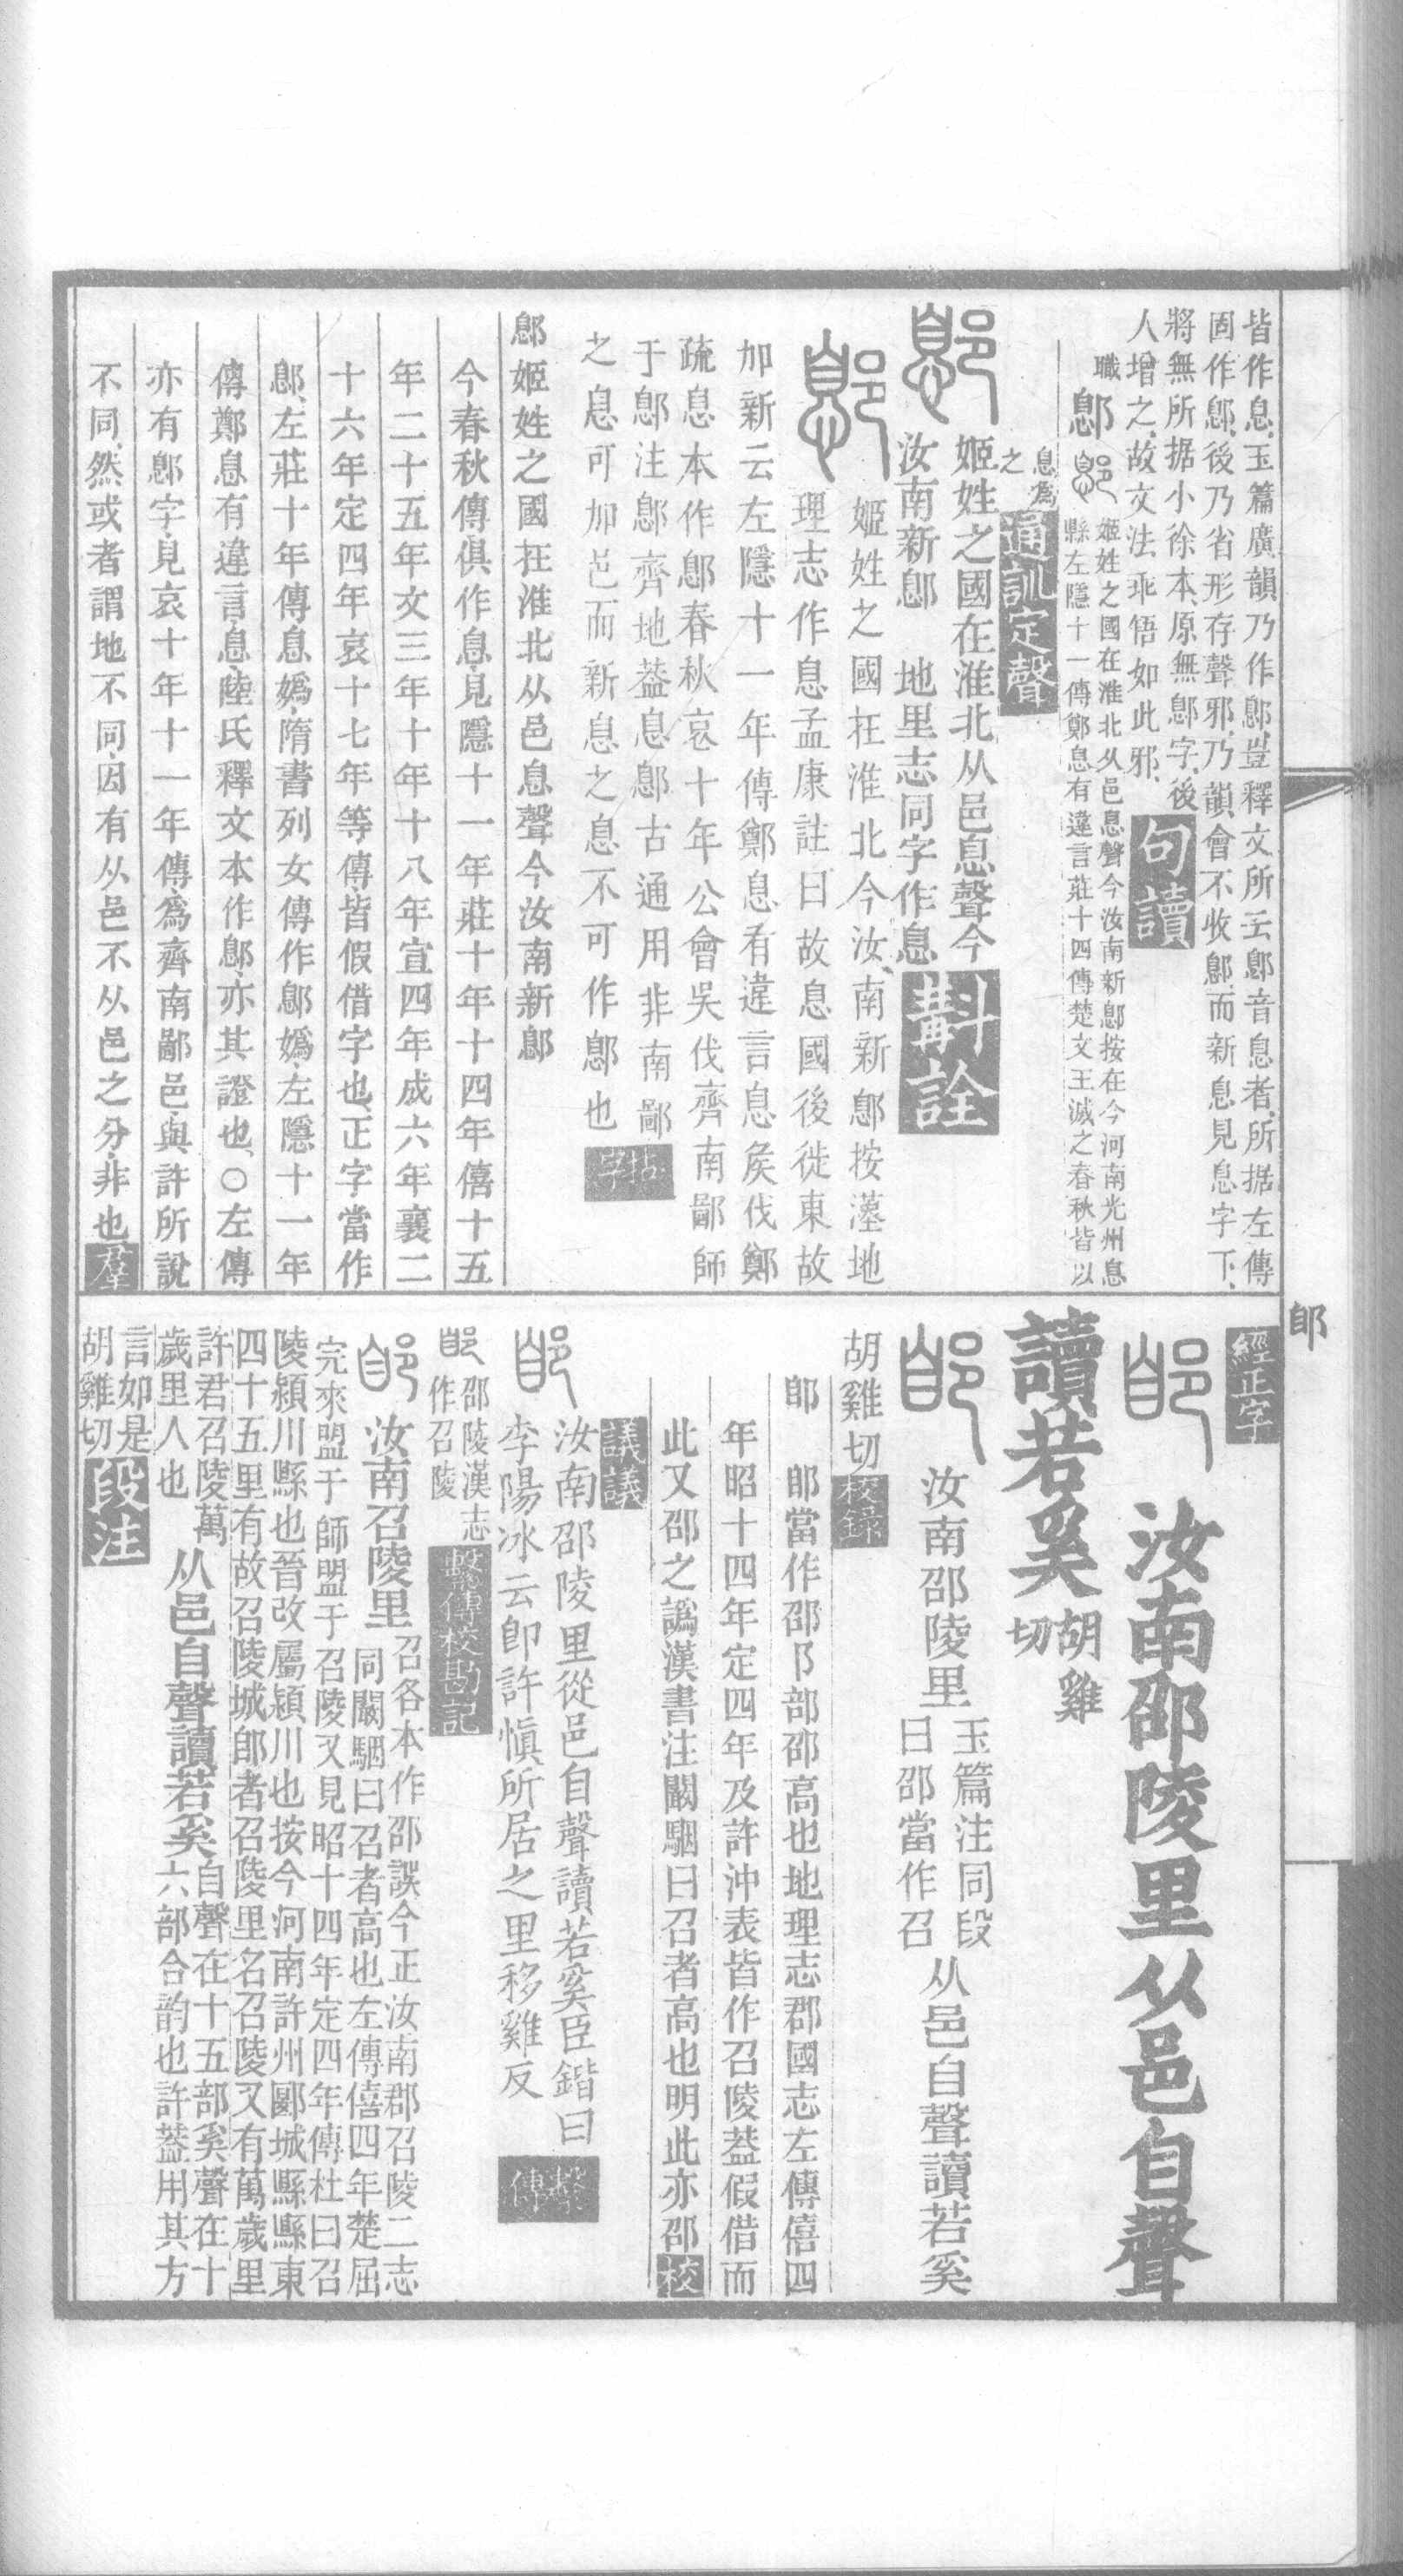 皆作息玉篇廣韻乃作鄎豈釋文所云鄎音息者所据左傳
固作鄎後乃省形存聲邪乃韻會不收鄎而新息見息字下
將無所据小徐本原無鄎字後
人增之故文法乖牾如此邪
句讀
職
鄎
姬姓之國在淮北从邑息聲今汝南新鄎按在今河南光州息
縣左隱十一傳鄭息有違言莊十四傳楚文王滅之春秋皆以
息為
之
通訓定聲
姬姓之國在淮北从邑息聲今
汝南新鄎 地里志同字作息
斠詮
姬姓之國在淮北今汝南新鄎按漢地
理志作息孟康註曰故息國後徙東故
加新云左隱十一年傳鄭息有違言息矦伐鄭
疏息本作鄎春秋哀十年公會吳伐齊南鄙師
于鄎注鄎齊地葢息鄎古通用非南鄙
之息可加邑而新息之息不可作鄎也
拈字
鄎姬姓之國在淮北从邑息聲今汝南新鄎
今春秋傳俱作息見隱十一年莊十年十四年僖十五
年二十五年文三年十年十八年宣四年成六年襄二
十六年定四年哀十七年等傳皆假借字也正字當作
鄎左莊十年傳息嬀隋書列女傳作鄎嬀左隱十一年
傳鄭息有違言息陸氏釋文本作鄎亦其證也○左傳
亦有鄎字見哀十年十一年傳為齊南鄙邑與許所說
不同然或者謂地不同因有从邑不从邑之分非也
羣
經正字
郋
汝南邵陵里从邑自聲
讀若奚
胡雞
切
汝南邵陵里
玉篇注同段
曰邵當作召
从邑自聲讀若奚
胡雞切
校錄
郋 郋當作邵卪部邵高也地理志郡國志左傳僖四
年昭十四年定四年及許沖表皆作召陵葢假借而
此又邵之譌漢書注闞駰曰召者高也明此亦邵
校
議議
汝南邵陵里從邑自聲讀若奚臣鍇曰
李陽冰云卽許愼所居之里移雞反
繫傳
邵陵漢志
作召陵
繫傳校勘記
汝南召陵里
召各本作邵誤今正汝南郡召陵二志
同闞駰曰召者高也左傳僖四年楚屈
完來盟于師盟于召陵又見昭十四年定四年傳杜曰召
陵潁川縣也晉改屬潁川也按今河南許州郾城縣縣東
四十五里有故召陵城郋者召陵里名召陵又有萬歲里
許君召陵萬
歲里人也
从邑自聲讀若奚
自聲在十五部奚聲在十
六部合韵也許葢用其方
言如是
胡雞切
段注